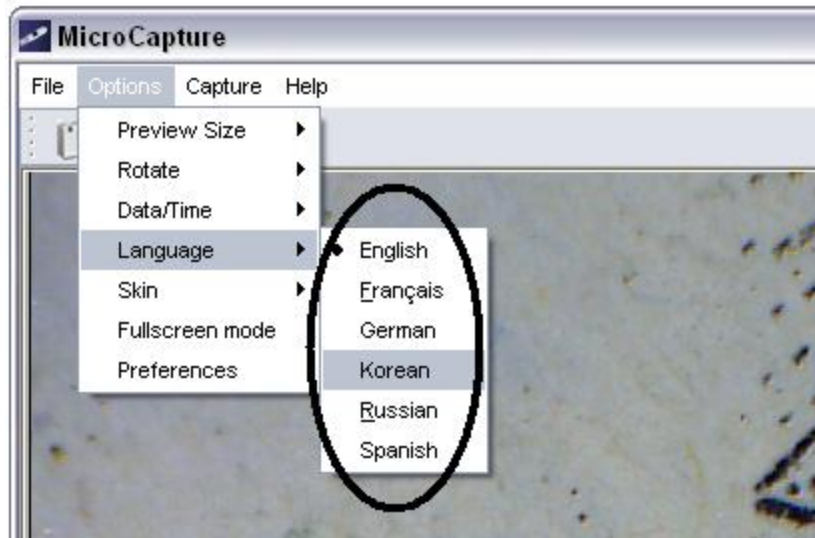 MicroCapture
File Options Capture Help
Preview Size
Rotate
Data/Time
Language
Skin
Fullscreen mode
Preferences
English
Français
German
Korean
Russian
Spanish